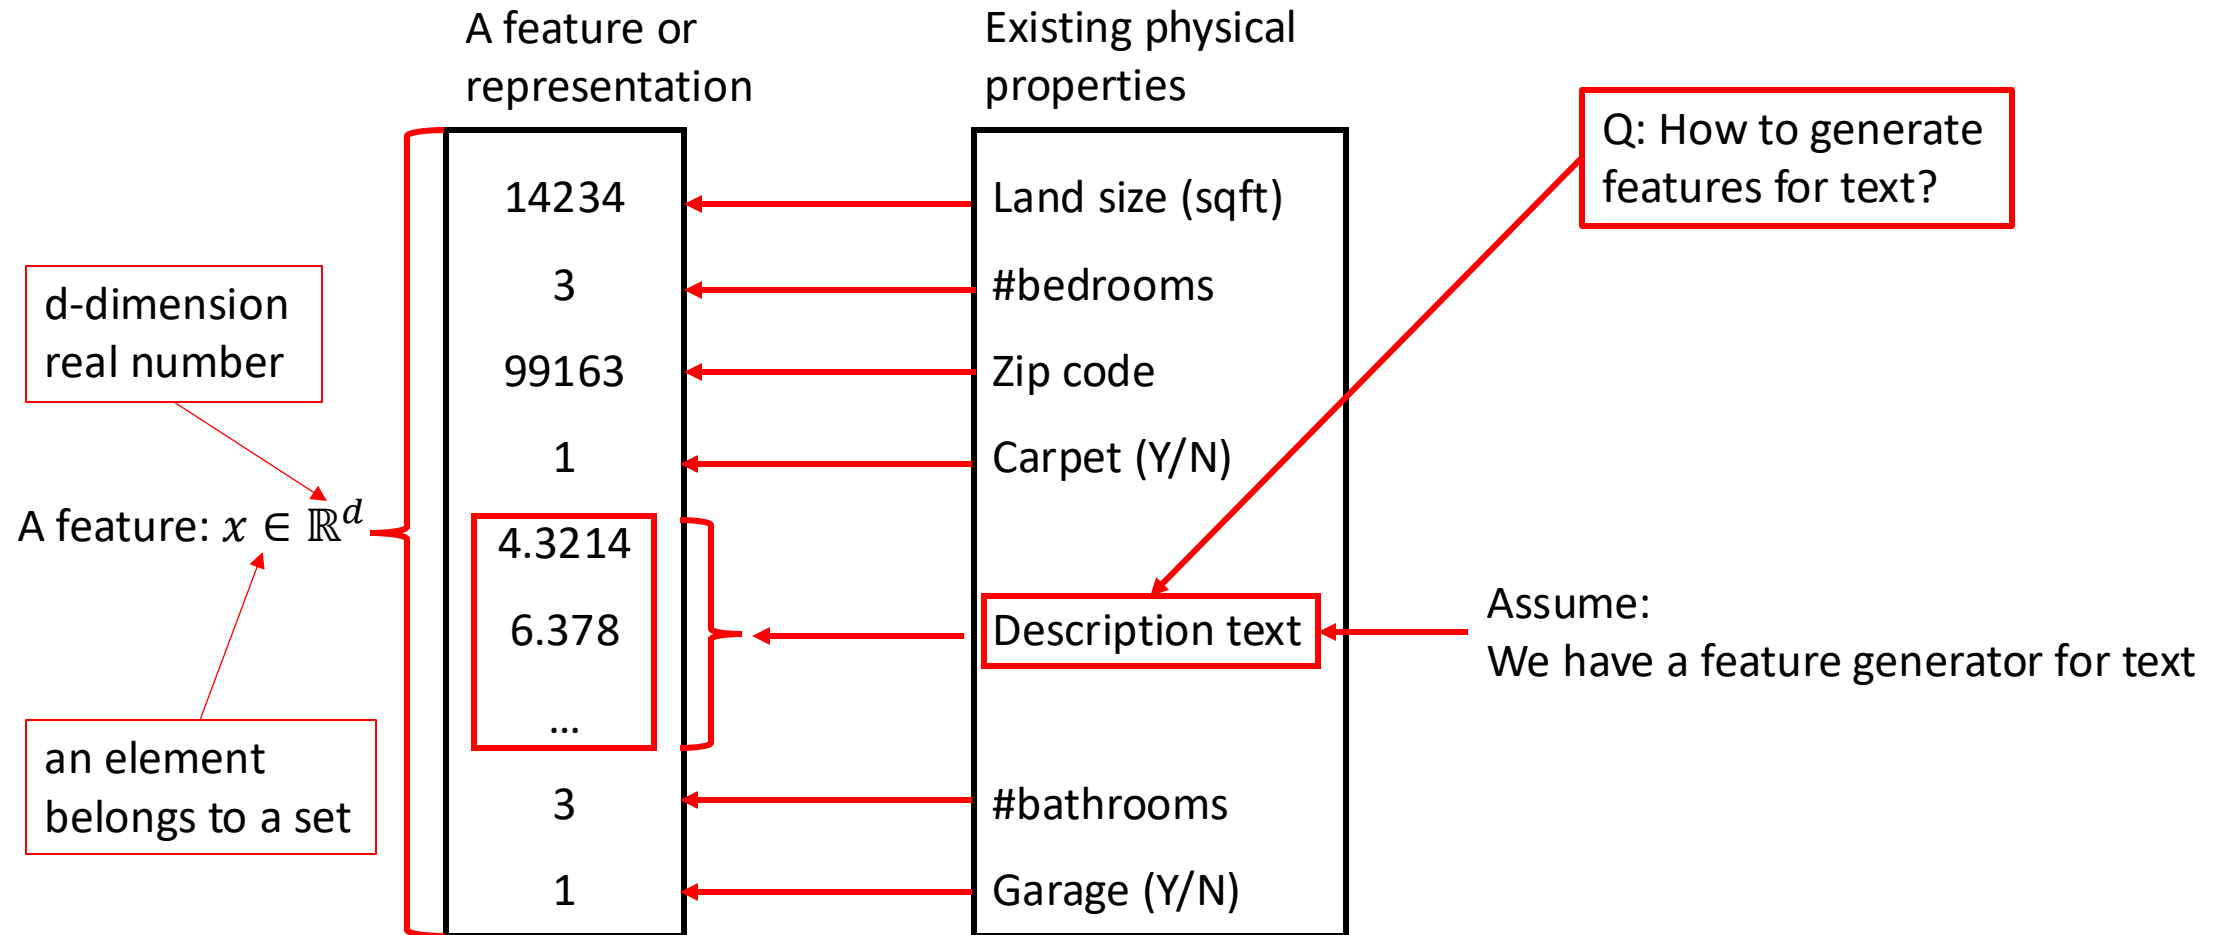 A feature or
representation
Existing physical
properties
Q: How to generate
features for text?
14234
Land size (sqft)
3
#bedrooms
d-dimension
real number
99163
Zip code
1
Carpet (Y/N)
A feature: 𝑥 ∈ ℝ^𝑑
4.3214
6.378
Description text
Assume:
We have a feature generator for text
...
an element
belongs to a set
3
#bathrooms
1
Garage (Y/N)